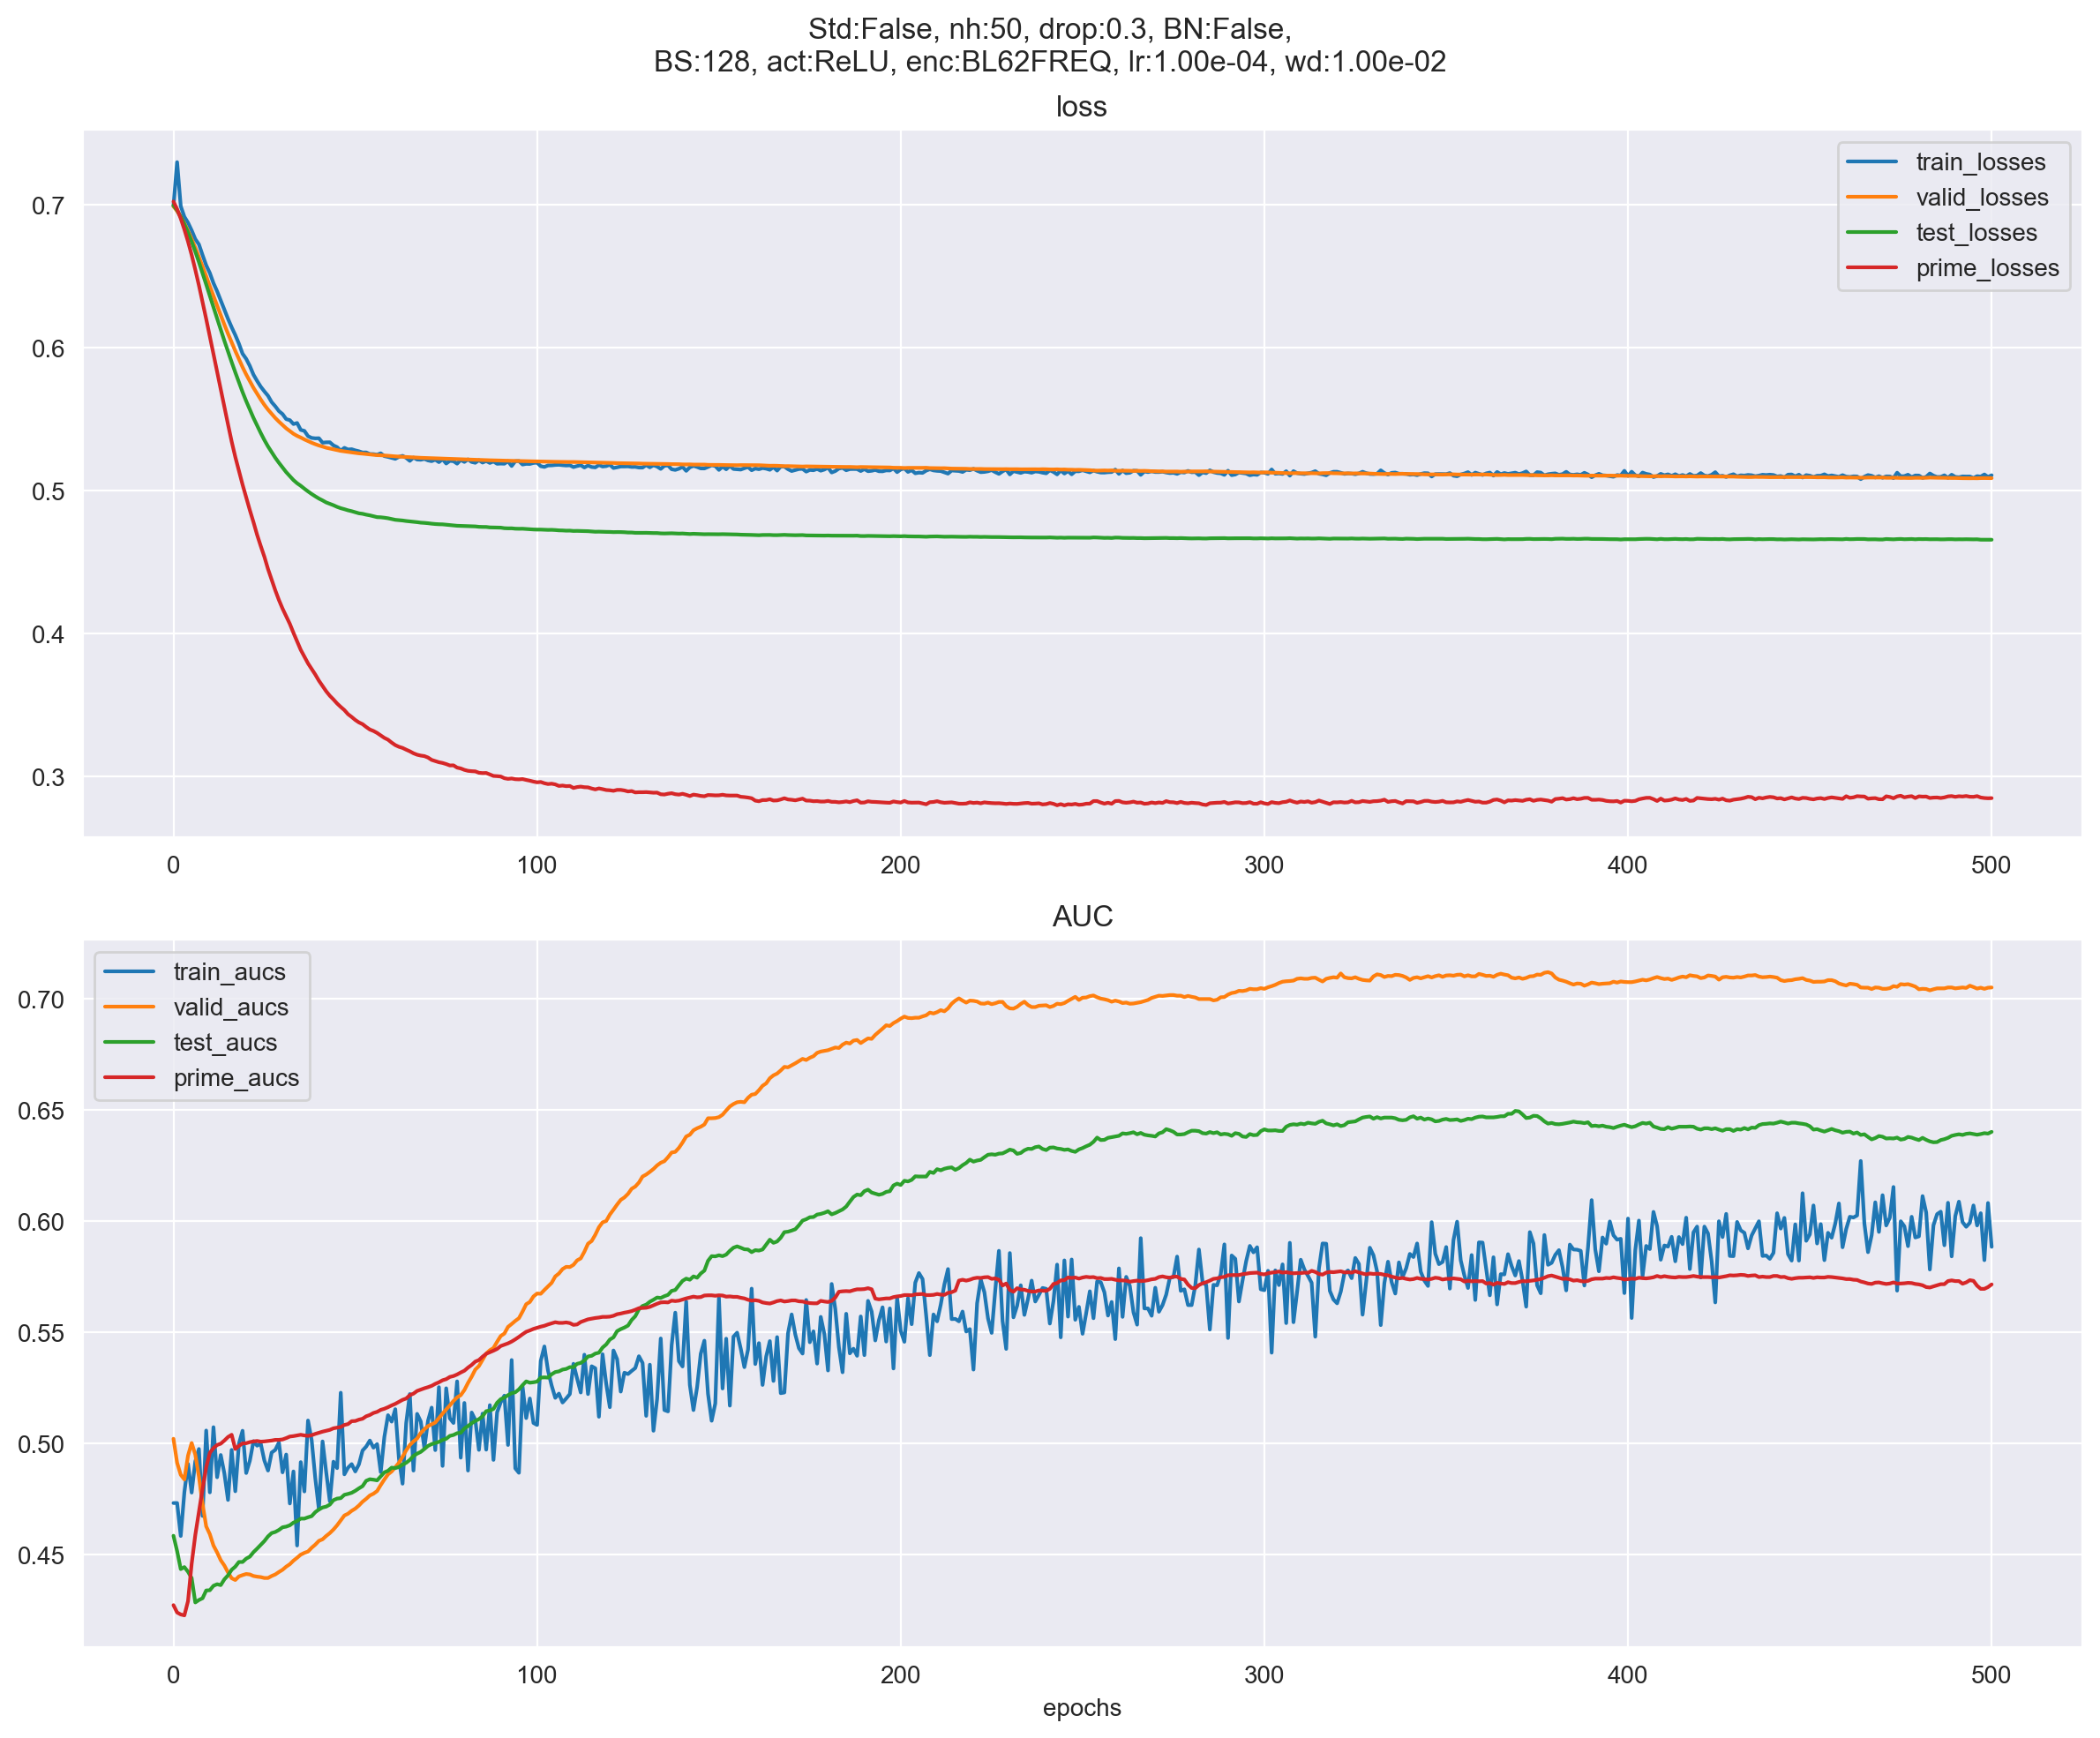 Std:False, nh:50, drop:0.3, BN:False,
BS:128, act:ReLU, enc:BL62FREQ, lr:1.00e-04, wd:1.00e-02
loss
train_losses
valid_losses
test_losses
prime_losses
0.7
0.6
0.5
0.4
0.3
0 100 200 300 400 500
AUC
train_aucs
valid_aucs
test_aucs
prime_aucs
0.70
0.65
0.60
0.55
0.50
0.45
0 100 200 300 400 500
epochs